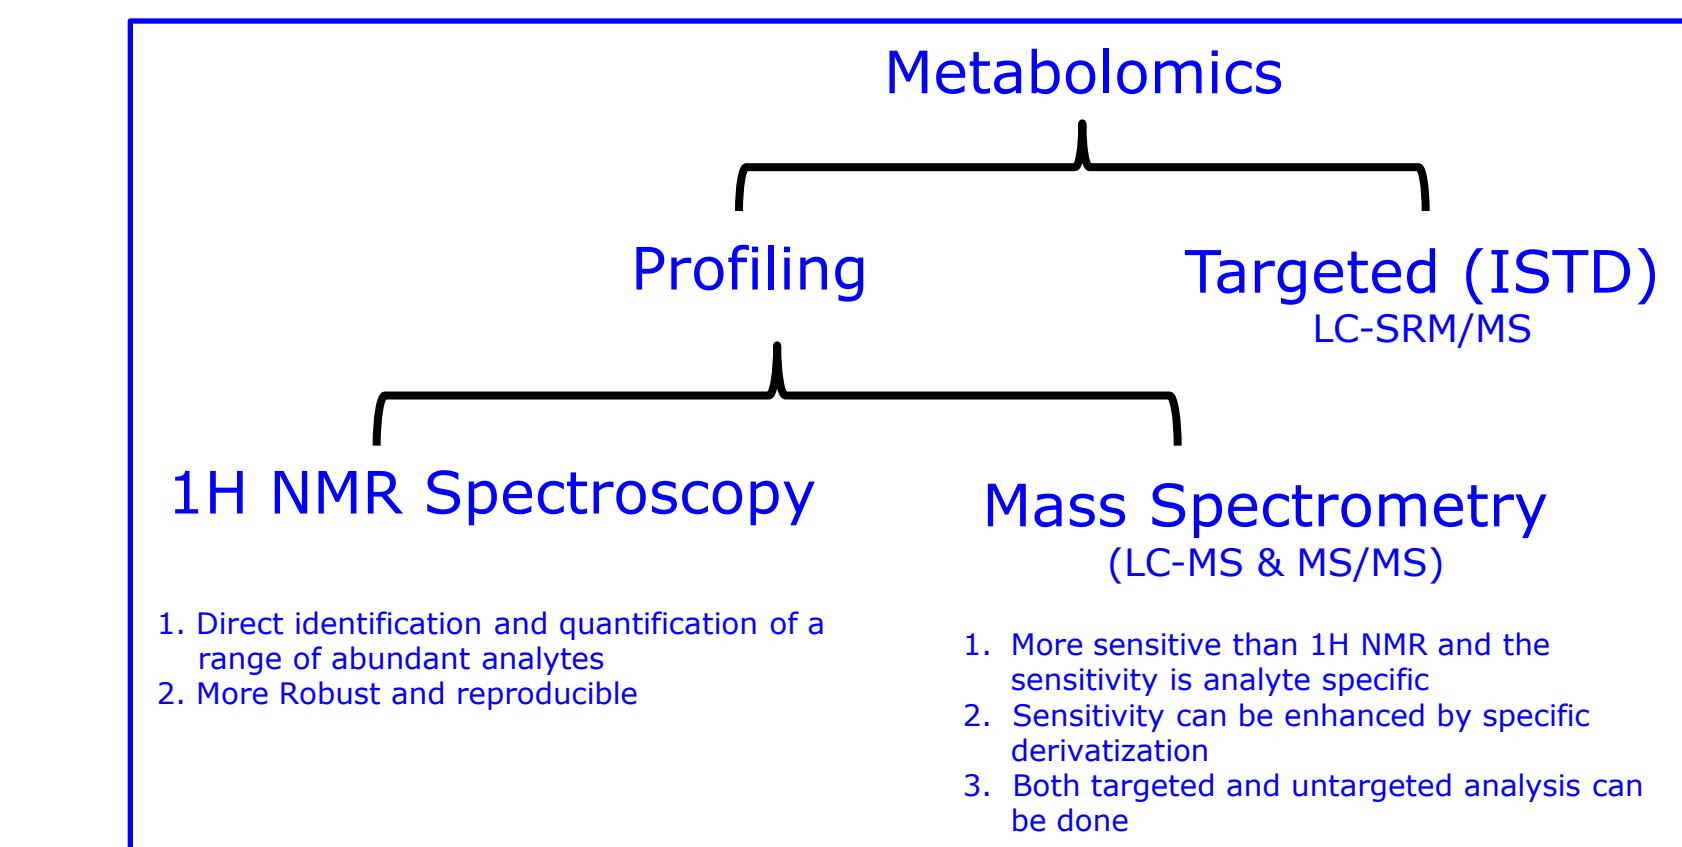 Metabolomics
Profiling
Targeted (ISTD)
LC-SRM/MS
1H NMR Spectroscopy
1. Direct identification and quantification of a
range of abundant analytes
2. More Robust and reproducible
Mass Spectrometry
(LC-MS & MS/MS)
1. More sensitive than 1H NMR and the
sensitivity is analyte specific
2. Sensitivity can be enhanced by specific
derivatization
3. Both targeted and untargeted analysis can
be done